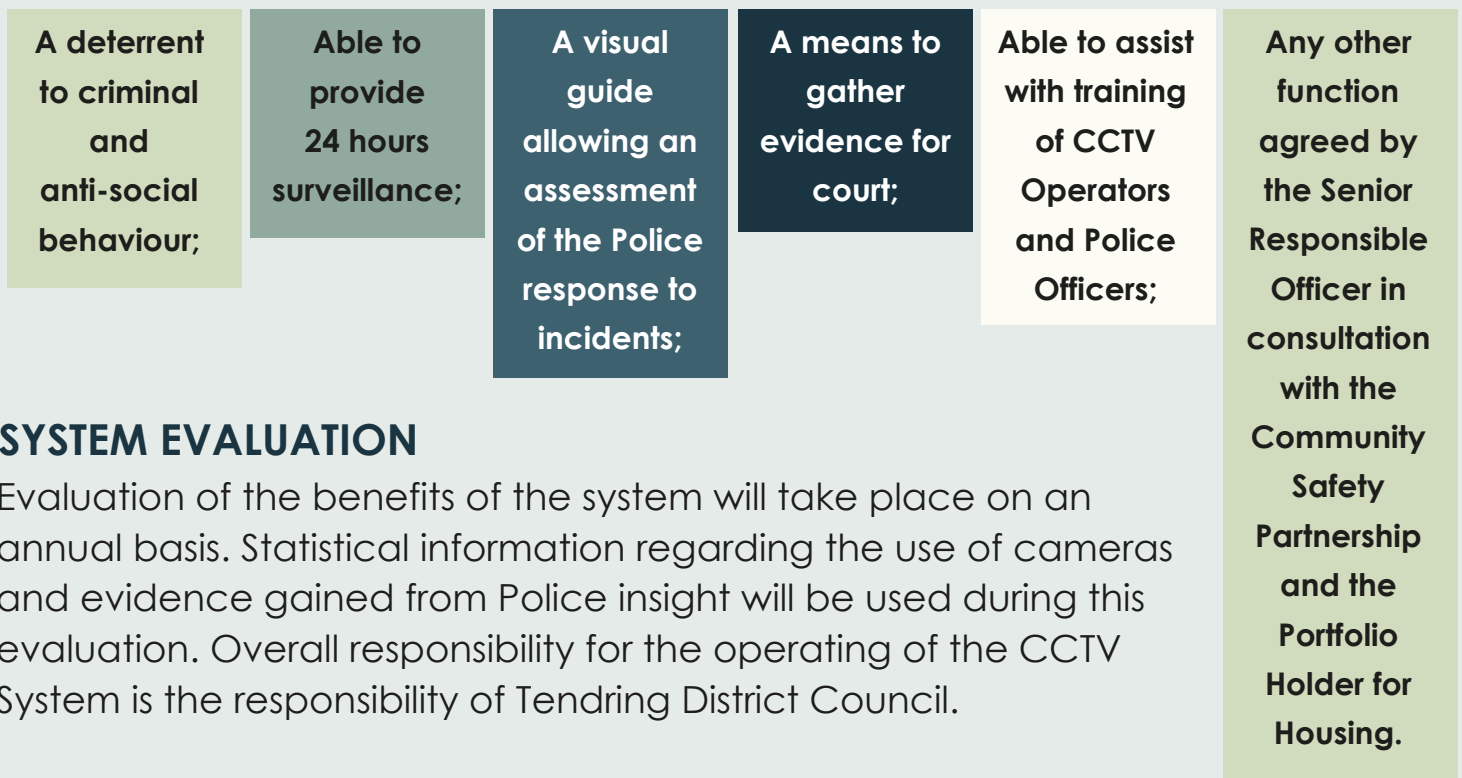 A deterrent
to criminal
and
anti-social
behaviour;
Able to
provide
24 hours
surveillance;
A visual
guide
allowing an
assessment
of the Police
response to
incidents;
A means to
gather
evidence for
court;
Able to assist
with training
of CCTV
Operators
and Police
Officers;
Any other
function
agreed by
the Senior
Responsible
Officer in
consultation
with the
Community
Safety
Partnership
and the
Portfolio
Holder for
Housing.
SYSTEM EVALUATION
Evaluation of the benefits of the system will take place on an
annual basis. Statistical information regarding the use of cameras
and evidence gained from Police insight will be used during this
evaluation. Overall responsibility for the operating of the CCTV
System is the responsibility of Tendring District Council.